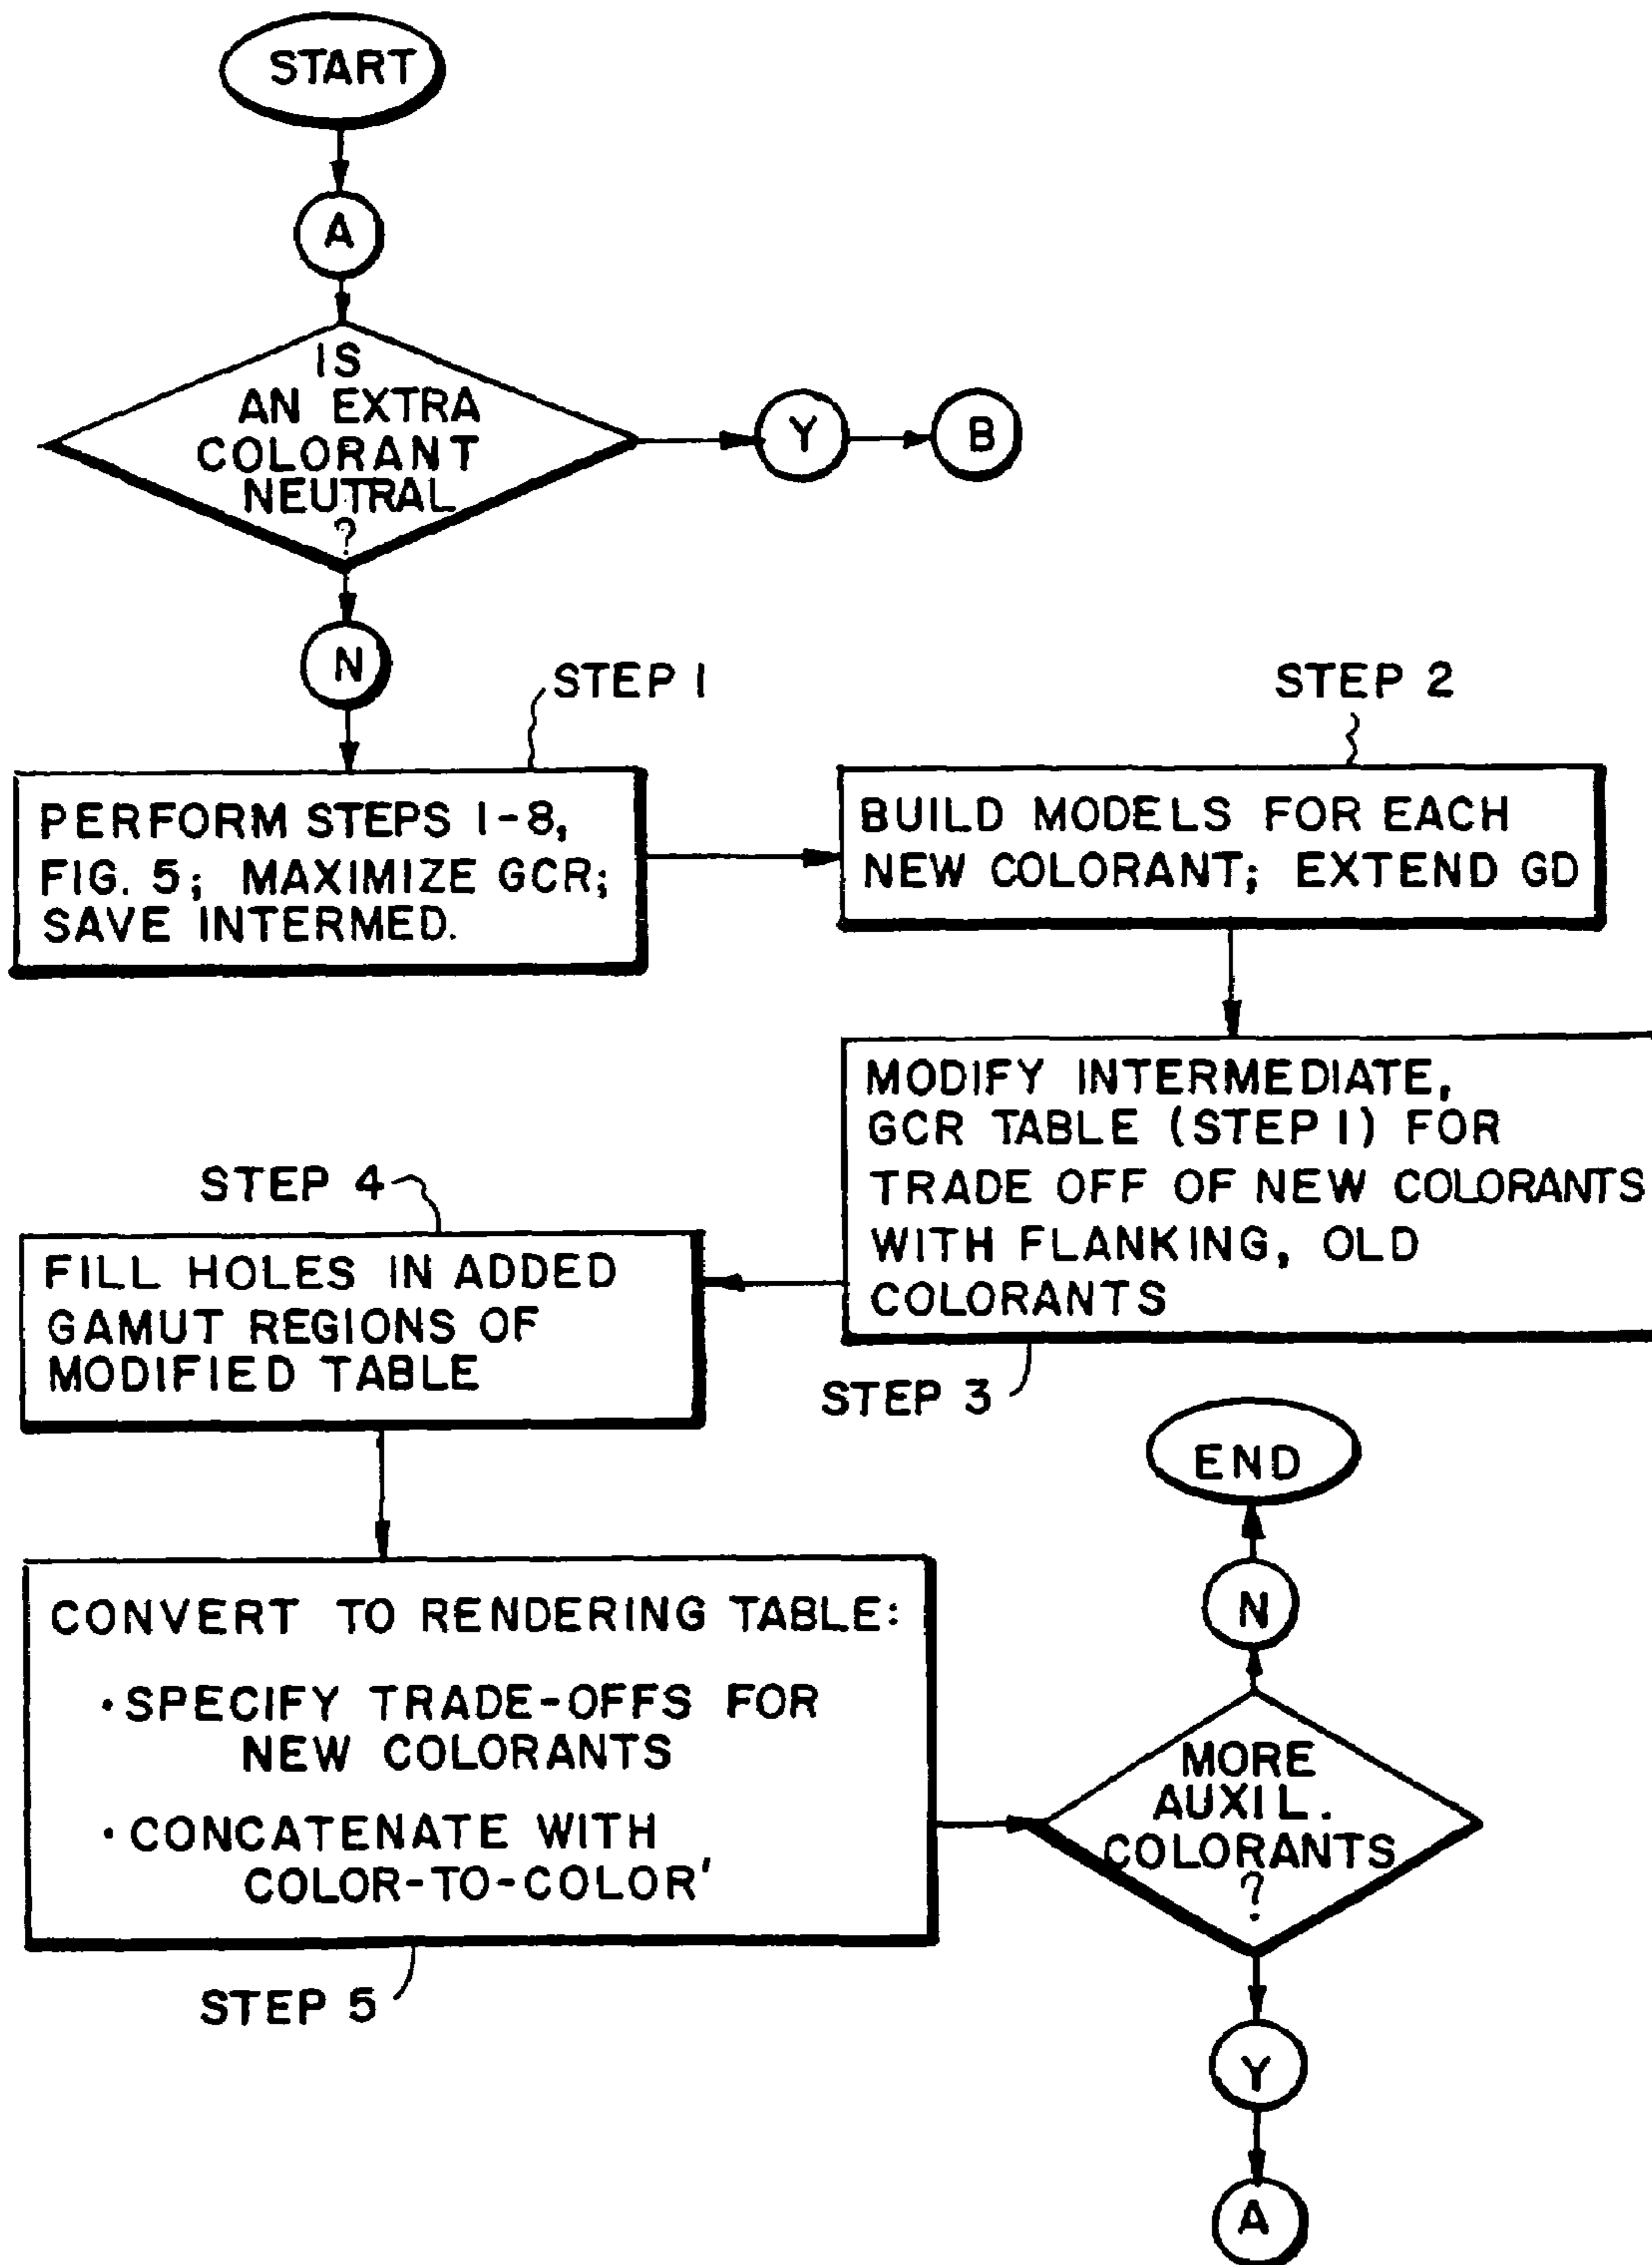 START
A
IS
AN EXTRA
COLORANT
NEUTRAL
?
Y
B
N
STEP 1
PERFORM STEPS 1-8,
FIG. 5; MAXIMIZE GCR;
SAVE INTERMED.
STEP 2
BUILD MODELS FOR EACH
NEW COLORANT; EXTEND GD
MODIFY INTERMEDIATE,
GCR TABLE (STEP 1) FOR
TRADE OFF OF NEW COLORANTS
WITH FLANKING, OLD
COLORANTS
STEP 3
STEP 4
FILL HOLES IN ADDED
GAMUT REGIONS OF
MODIFIED TABLE
CONVERT TO RENDERING TABLE:
· SPECIFY TRADE-OFFS FOR
NEW COLORANTS
· CONCATENATE WITH
COLOR-TO-COLOR'
STEP 5
END
N
MORE
AUXIL.
COLORANTS
?
Y
A